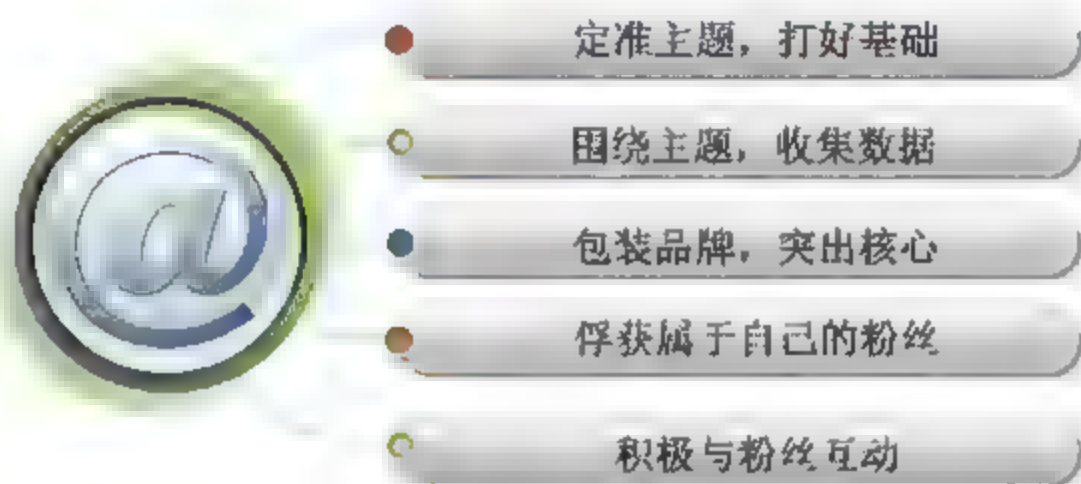 @
定准主题，打好基础
围绕主题，收集数据
包装品牌，突出核心
俘获属于自己的粉丝
积极与粉丝互动